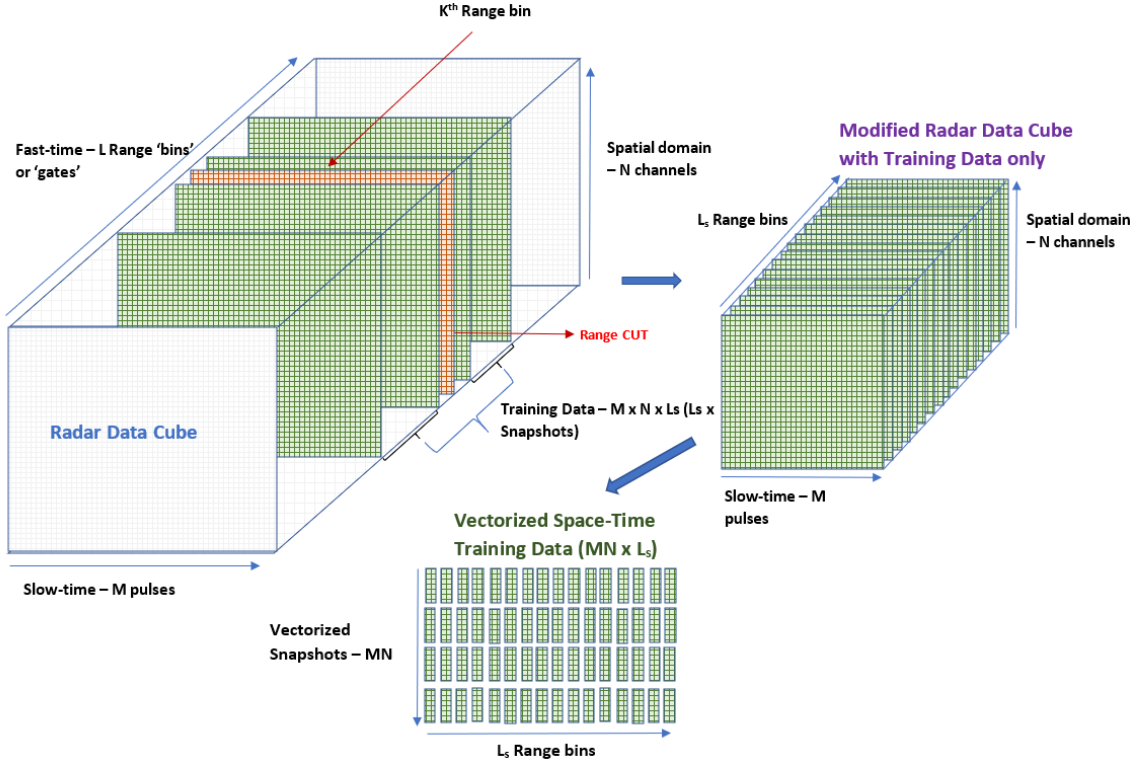 Kth Range bin
Fast-time – L Range ‘bins’
or ‘gates’
Spatial domain
– N channels
Modified Radar Data Cube
with Training Data only
Ls Range bins
Spatial domain
– N channels
Range CUT
Training Data – M x N x Ls (Ls x
Snapshots)
Radar Data Cube
Slow-time – M
pulses
Slow-time – M pulses
Vectorized Space-Time
Training Data (MN x Ls)
Vectorized
Snapshots – MN
Ls Range bins